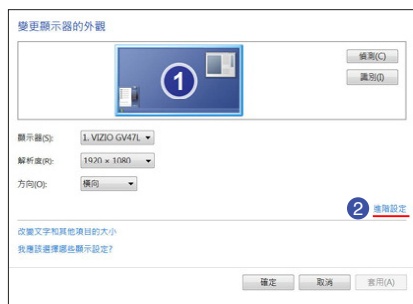 變更顯示器的外觀
1
偵測(C)
識別(I)
顯示器(S): 1. VIZIO GV47L
解析度(R): 1920 × 1080
方向(O): 橫向
2 進階設定
改變文字和其他項目的大小
我應該選擇哪些顯示設定?
確定 取消 套用(A)